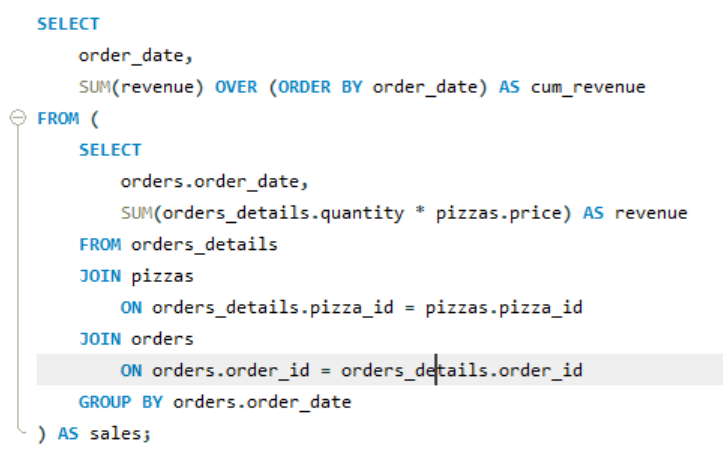 SELECT
order_date,
SUM(revenue) OVER (ORDER BY order_date) AS cum_revenue
FROM (
SELECT
orders.order_date,
SUM(orders_details.quantity * pizzas.price) AS revenue
FROM orders_details
JOIN pizzas
ON orders_details.pizza_id = pizzas.pizza_id
JOIN orders
ON orders.order_id = orders_details.order_id
GROUP BY orders.order_date
) AS sales;